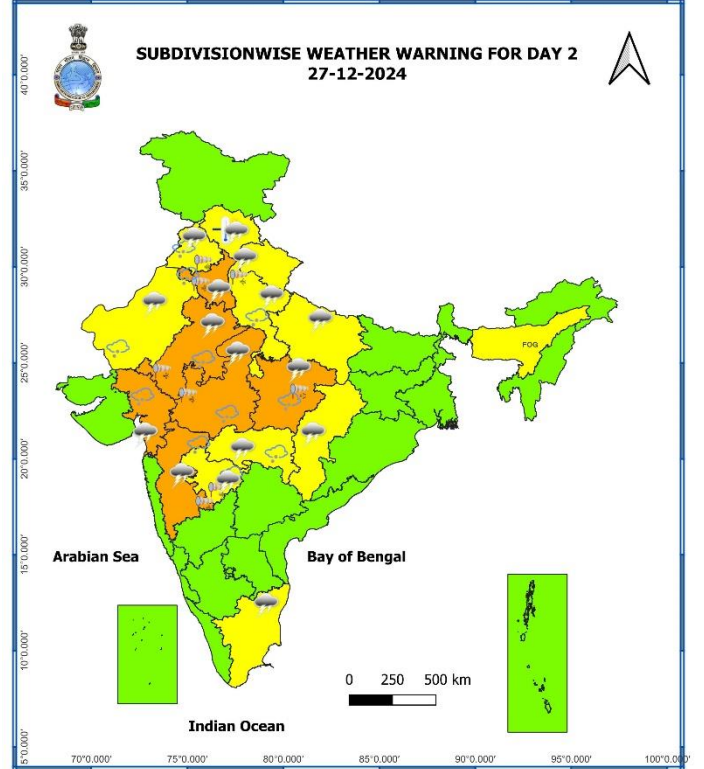 SUBDIVISIONWISE WEATHER WARNING FOR DAY 2
27-12-2024
40°0.000'
35°0.000'
30°0.000'
25°0.000'
20°0.000'
15°0.000'
10°0.000'
5°0.000'
FOG
Arabian Sea
Bay of Bengal
0 250 500 km
Indian Ocean
70°0.000' 75°0.000' 80°0.000' 85°0.000' 90°0.000' 95°0.000' 100°0.000'